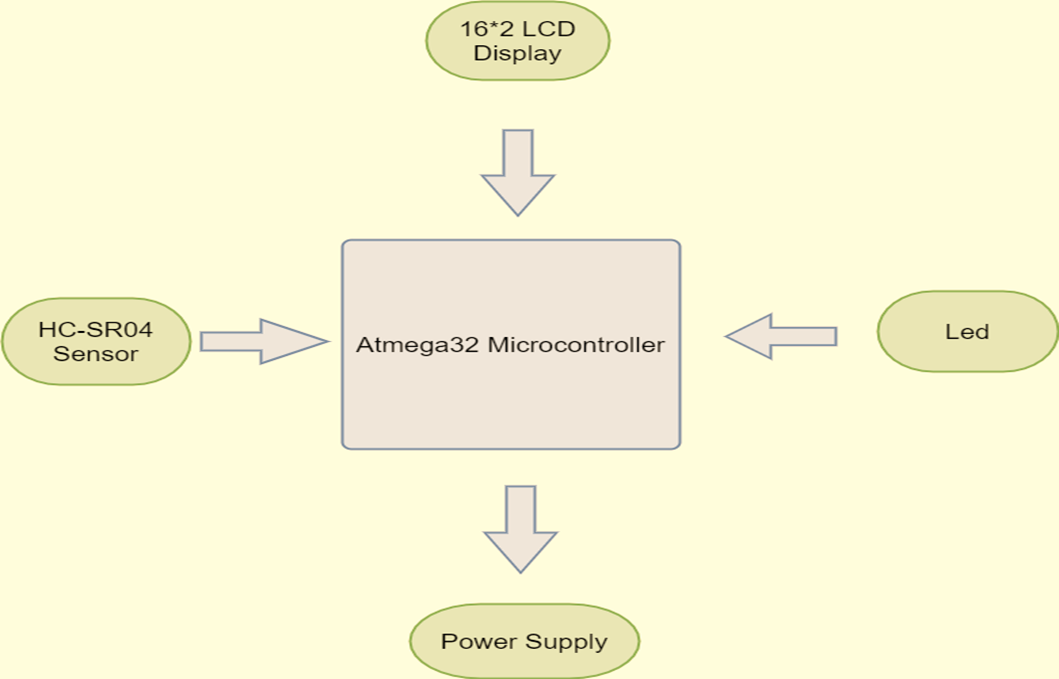 16*2 LCD
Display
HC-SR04
Sensor
Atmega32 Microcontroller
Led
Power Supply